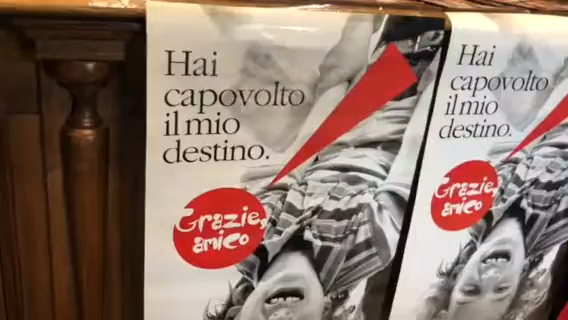 Hai
capovolto
il mio
destino.
Grazie,
amico
Hai
capovolto
il mio
destino.
Grazie,
amico